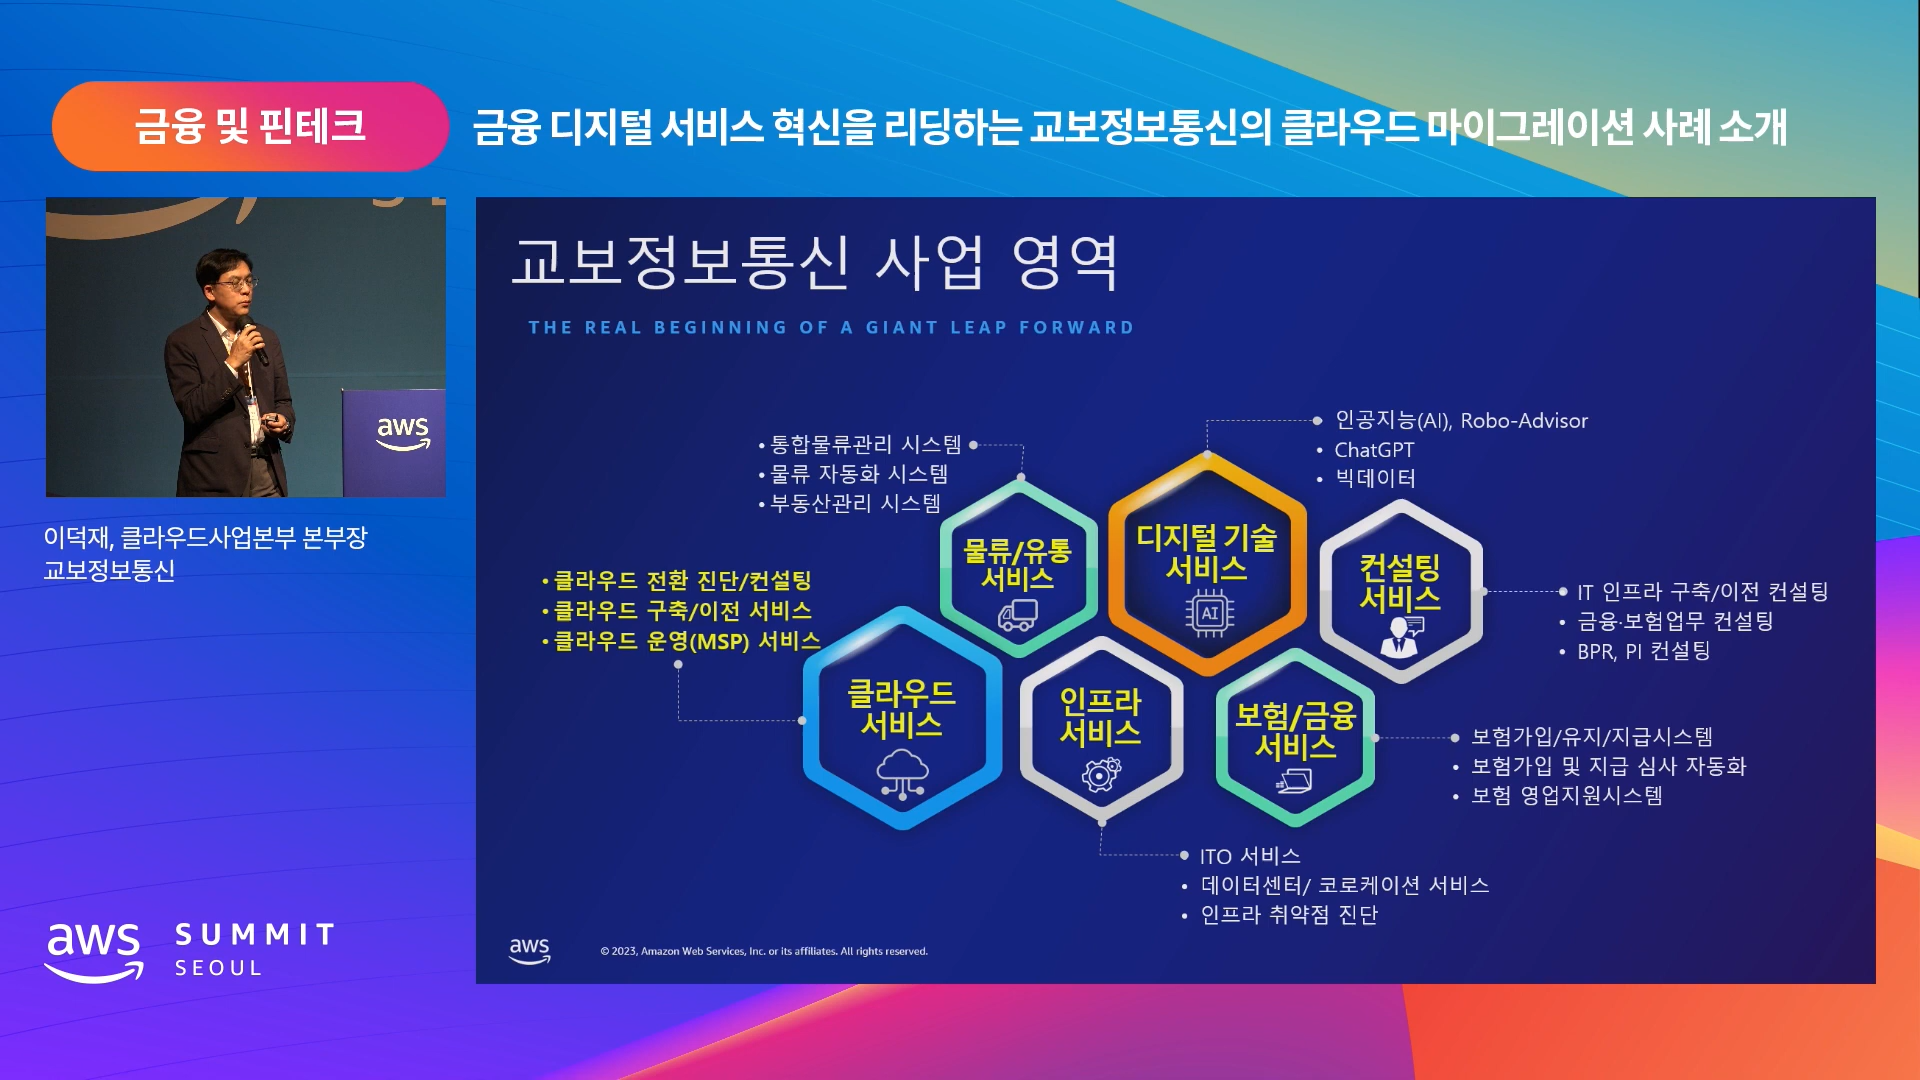 금융 및 핀테크
금융 디지털 서비스 혁신을 리딩하는 교보정보통신의 클라우드 마이그레이션 사례 소개
aws
이덕재, 클라우드사업본부 본부장
교보정보통신
aws SUMMIT
SEOUL
교보정보통신 사업 영역
THE REAL BEGINNING OF A GIANT LEAP FORWARD
• 통합물류관리 시스템
• 물류 자동화 시스템
• 부동산관리 시스템
물류/유통
서비스
• 인공지능(AI), Robo-Advisor
• ChatGPT
• 빅데이터
디지털 기술
서비스
AI
컨설팅
서비스
• IT 인프라 구축/이전 컨설팅
• 금융·보험업무 컨설팅
• BPR, PI 컨설팅
• 클라우드 전환 진단/컨설팅
• 클라우드 구축/이전 서비스
• 클라우드 운영(MSP) 서비스
클라우드
서비스
인프라
서비스
보험/금융
서비스
• 보험가입/유지/지급시스템
• 보험가입 및 지급 심사 자동화
• 보험 영업지원시스템
• ITO 서비스
• 데이터센터/ 코로케이션 서비스
• 인프라 취약점 진단
aws
© 2023, Amazon Web Services, Inc. or its affiliates. All rights reserved.